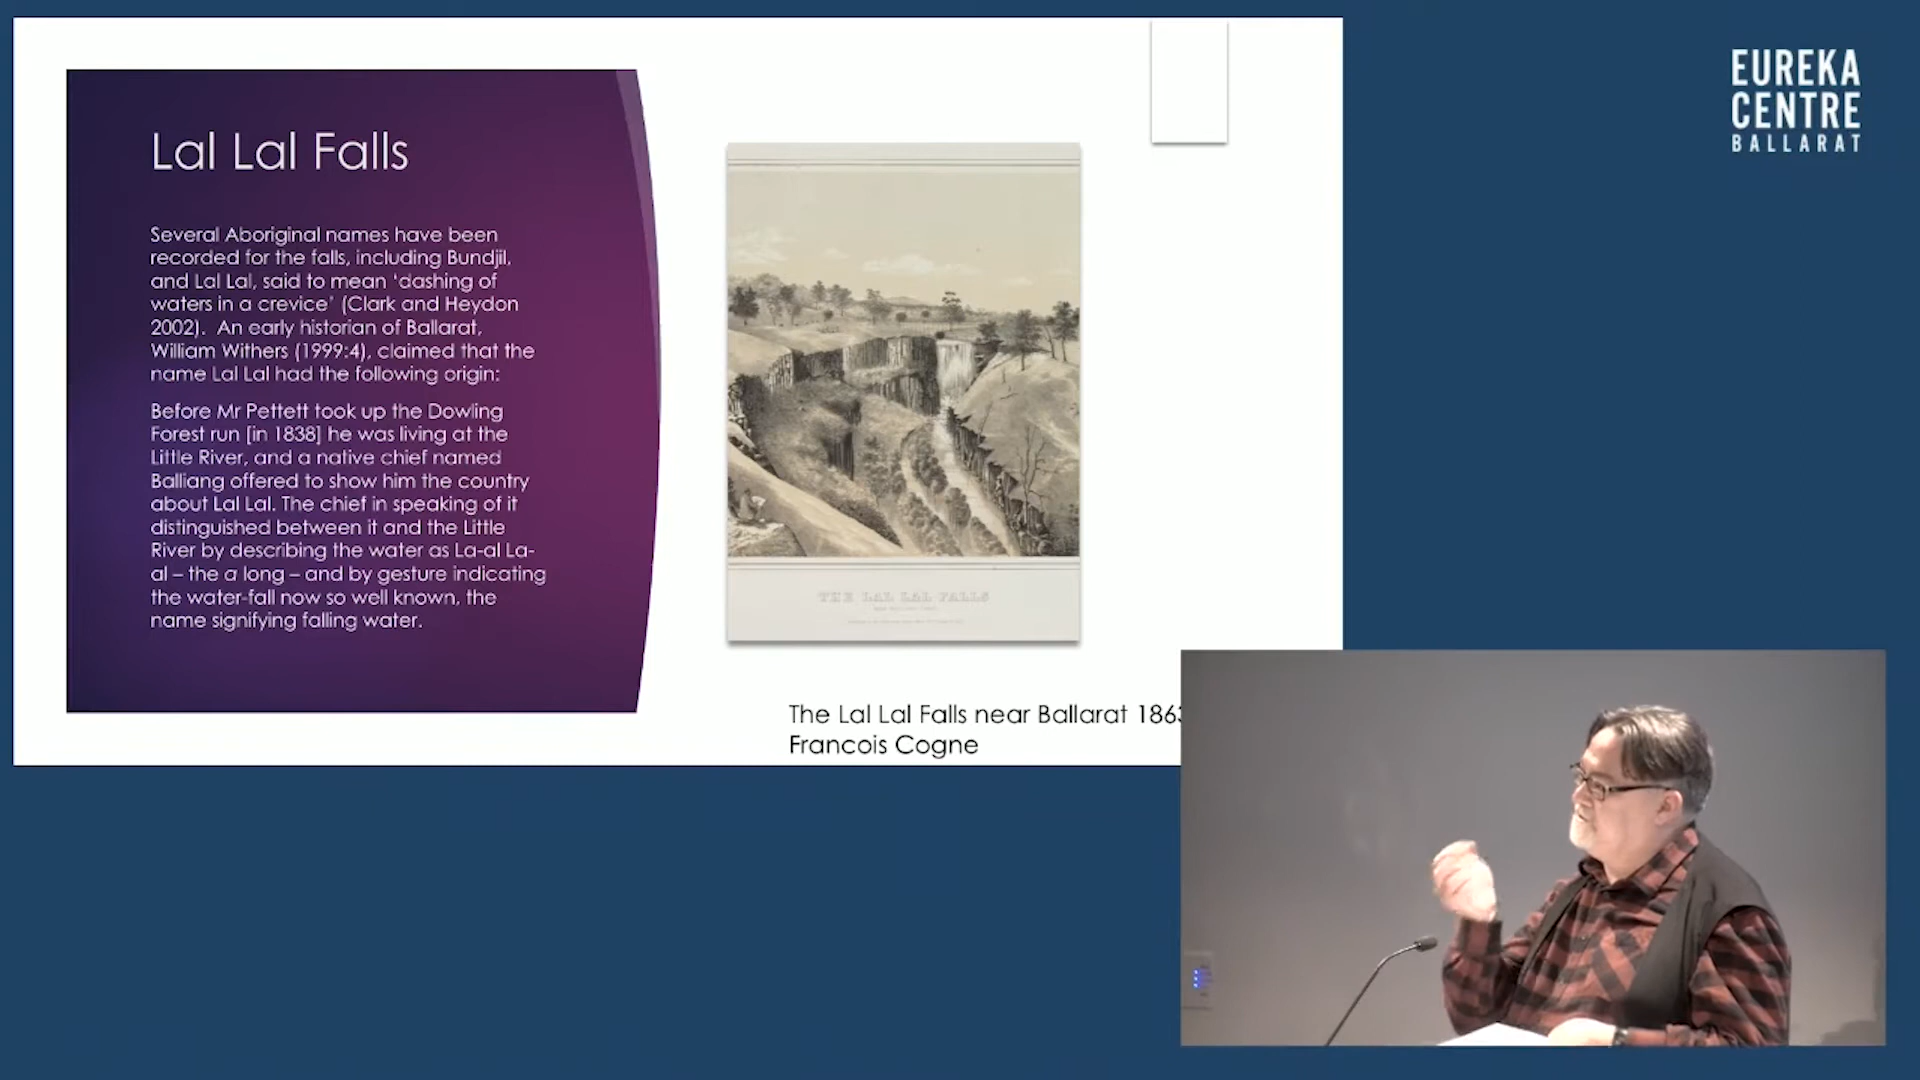 EUREKA
CENTRE
BALLARAT
Lal Lal Falls
Several Aboriginal names have been
recorded for the falls, including Bundjil,
and Lal Lal, said to mean ‘dashing of
waters in a crevice’ (Clark and Heydon
2002).  An early historian of Ballarat,
William Withers (1999:4), claimed that the
name Lal Lal had the following origin:
Before Mr Pettett took up the Dowling
Forest run [in 1838] he was living at the
Little River, and a native chief named
Balliang offered to show him the country
about Lal Lal. The chief in speaking of it
distinguished between it and the Little
River by describing the water as La-al La-
al – the a long – and by gesture indicating
the water-fall now so well known, the
name signifying falling water.
THE LAL LAL FALLS
The Lal Lal Falls near Ballarat 1863
Francois Cogne